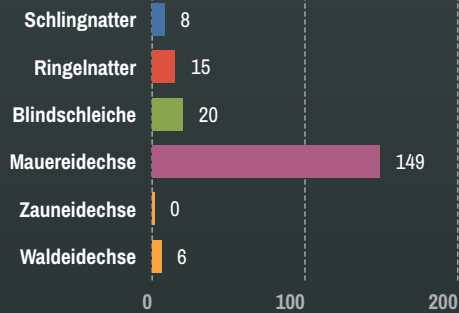 Schlingnatter 8
Ringelnatter 15
Blindschleiche 20
Mauereidechse 149
Zauneidechse 0
Waldeidechse 6
0 100 200